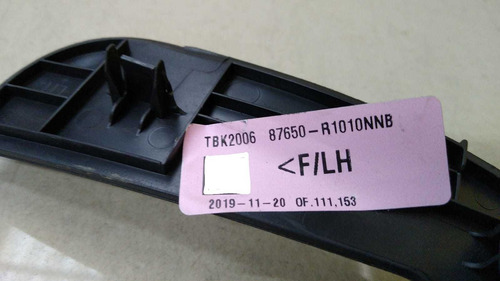 TBK2006 87650-R1010NNB
<F/LH
2019-11-20 OF.111,153